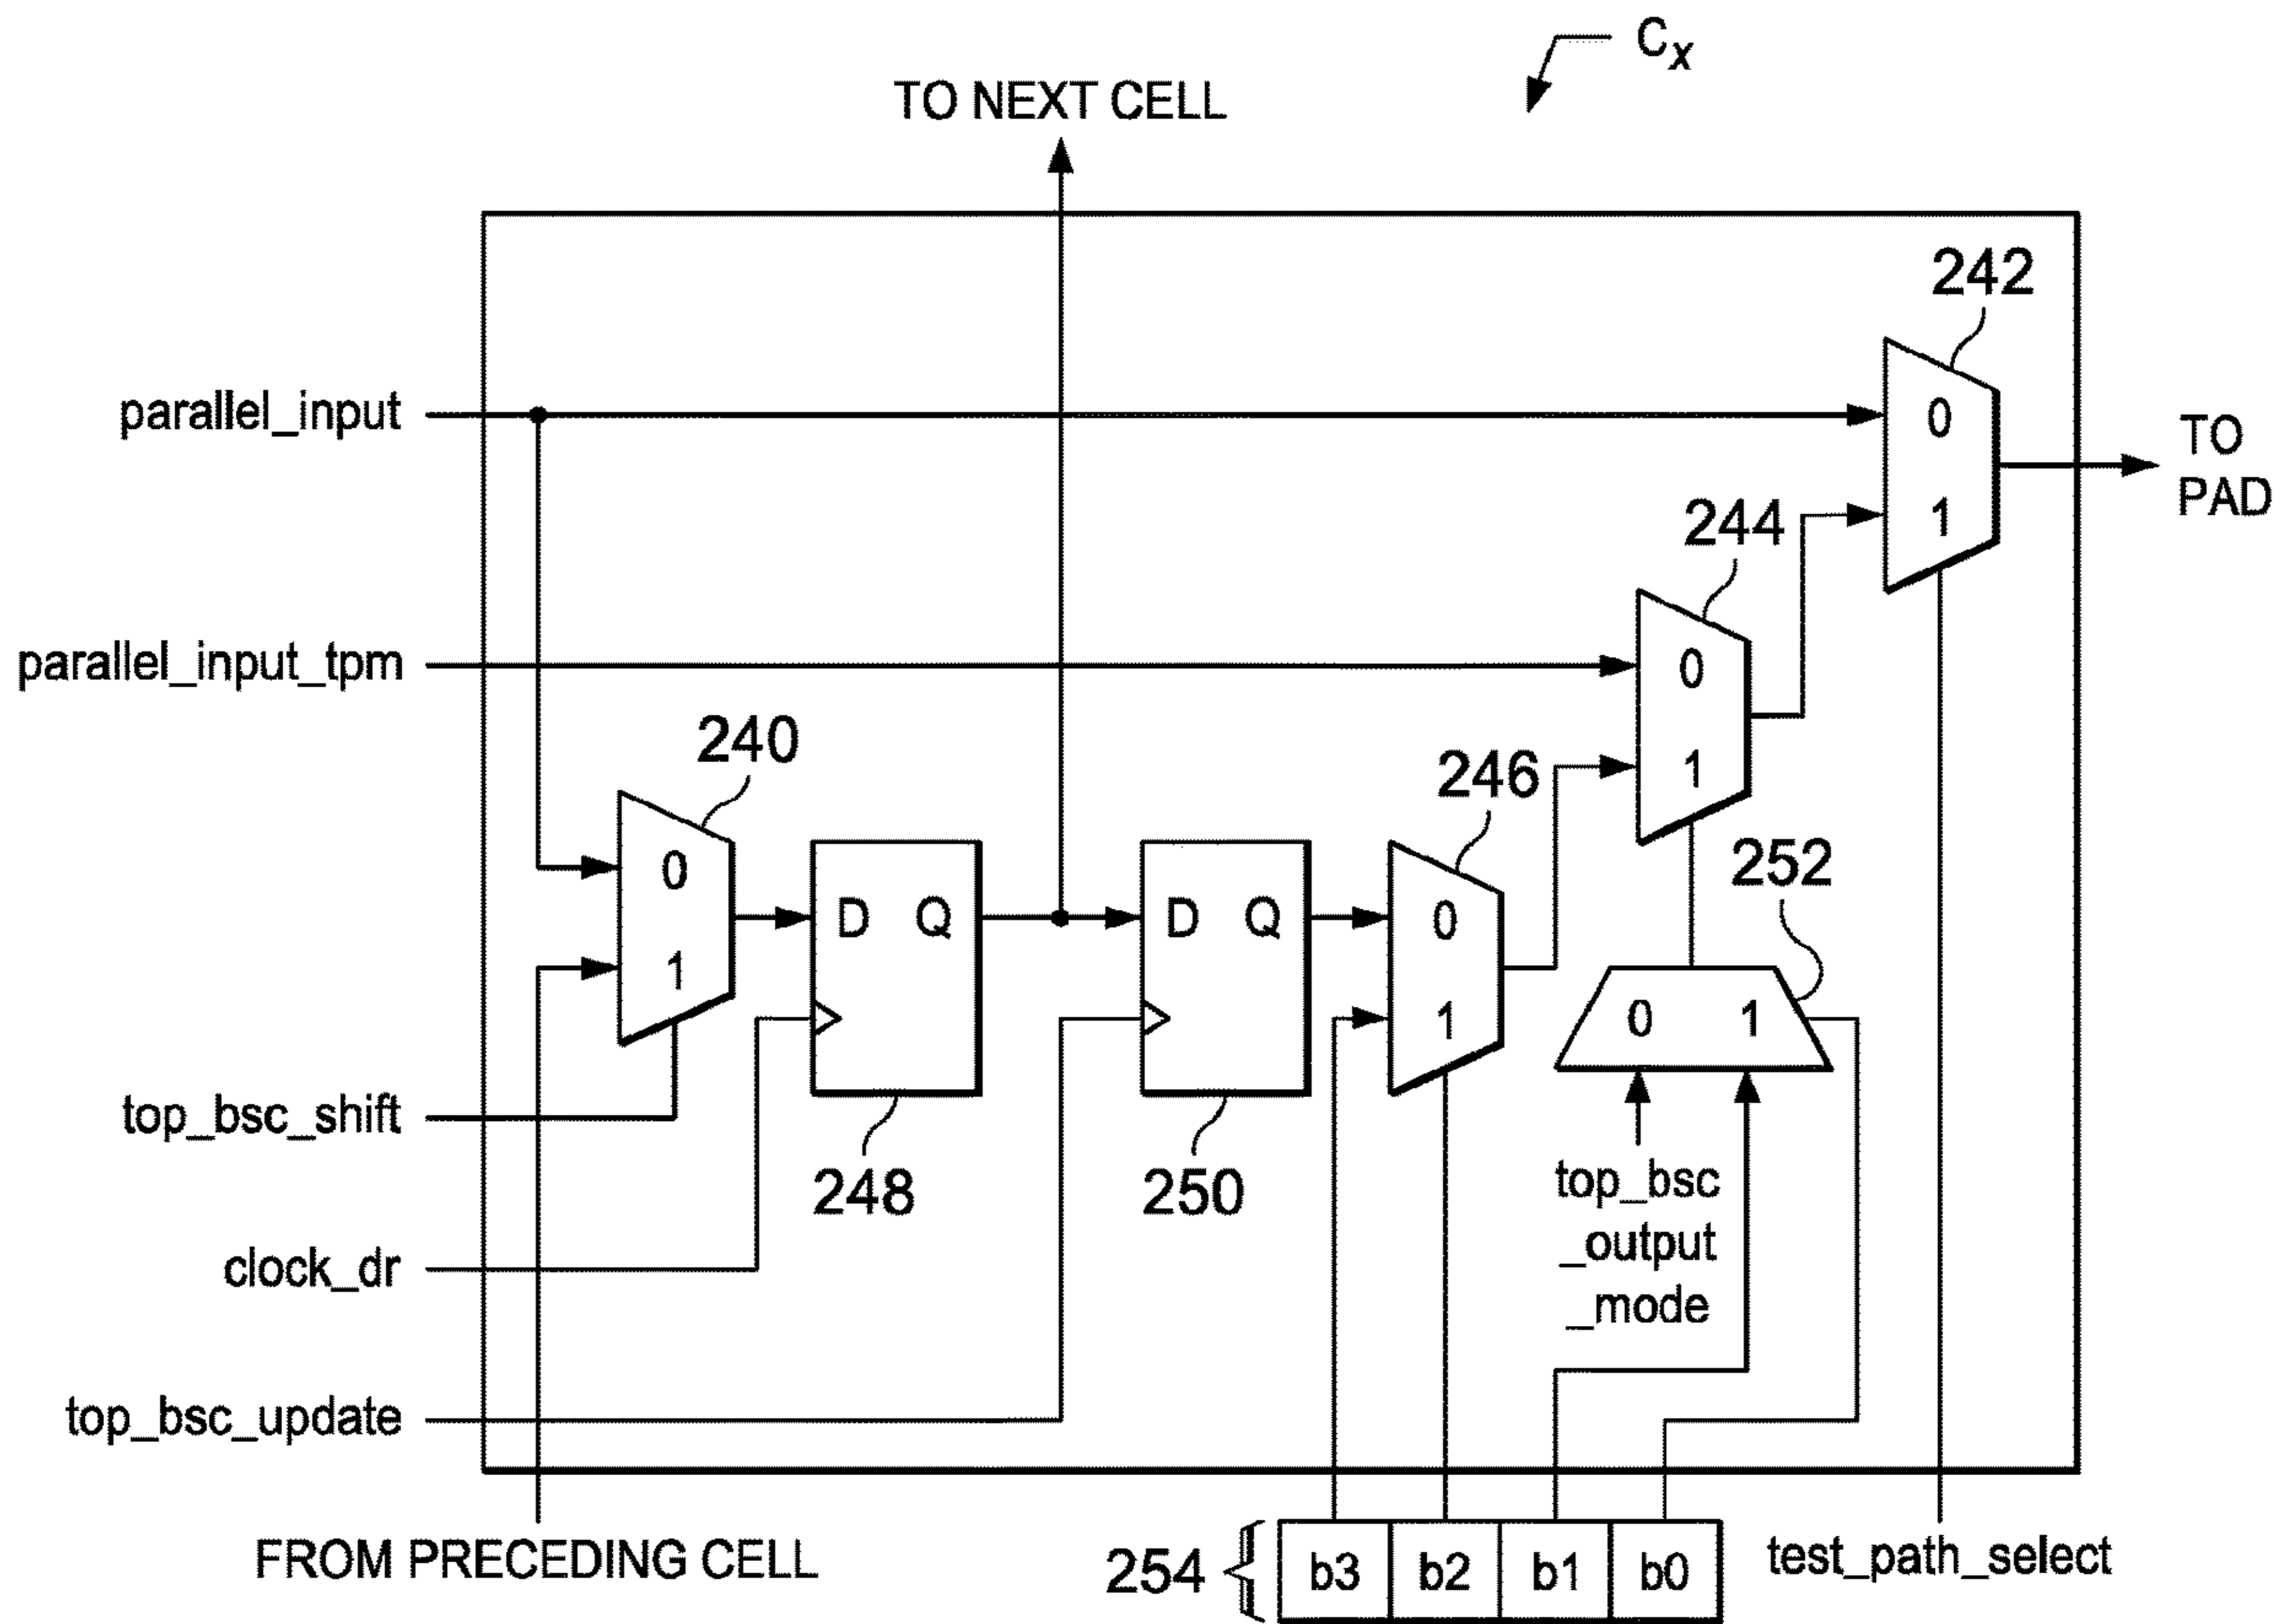 Cx
TO NEXT CELL
242
parallel_input
0
TO
PAD
1
244
parallel_input_tpm
0
240
246
1
252
0
D Q
D Q
0
1
1
0 1
top_bsc_shift
248
250
top_bsc
_output
_mode
clock_dr
top_bsc_update
FROM PRECEDING CELL
254
b3 b2 b1 b0
test_path_select